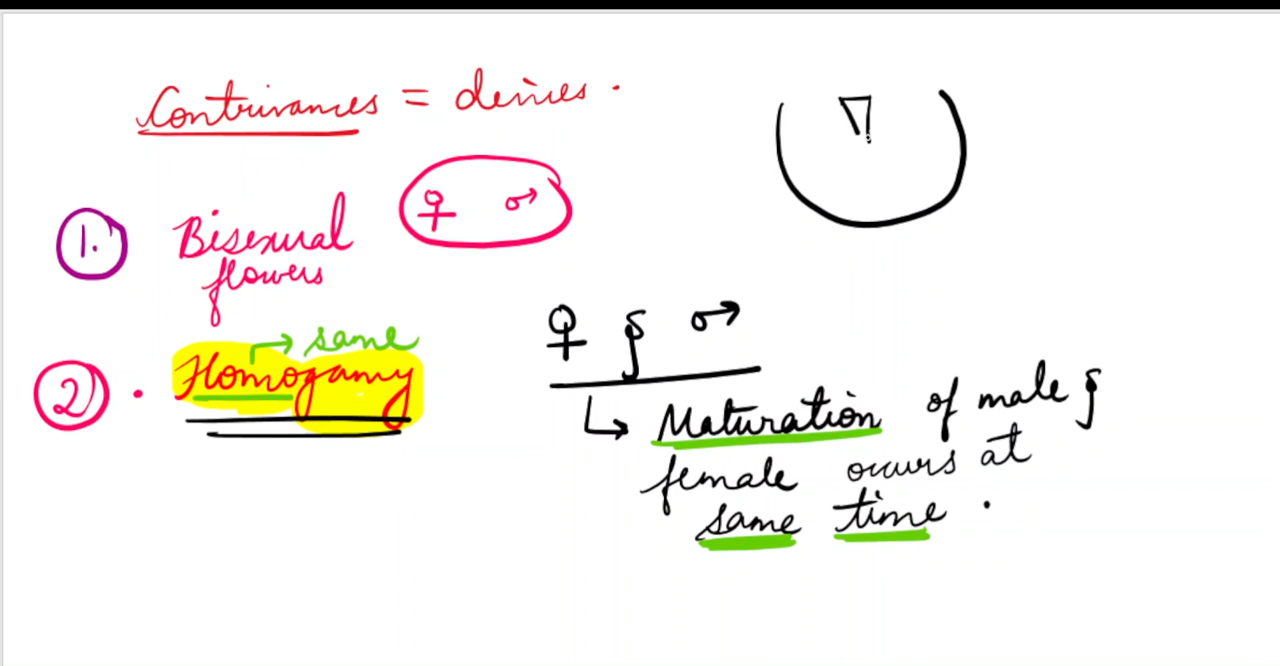 Contrivances = devices.
1. Bisexual
flowers
♀ ♂
2. Homogamy
→ same
♀ & ♂
↳ Maturation of male &
female occurs at
same time.